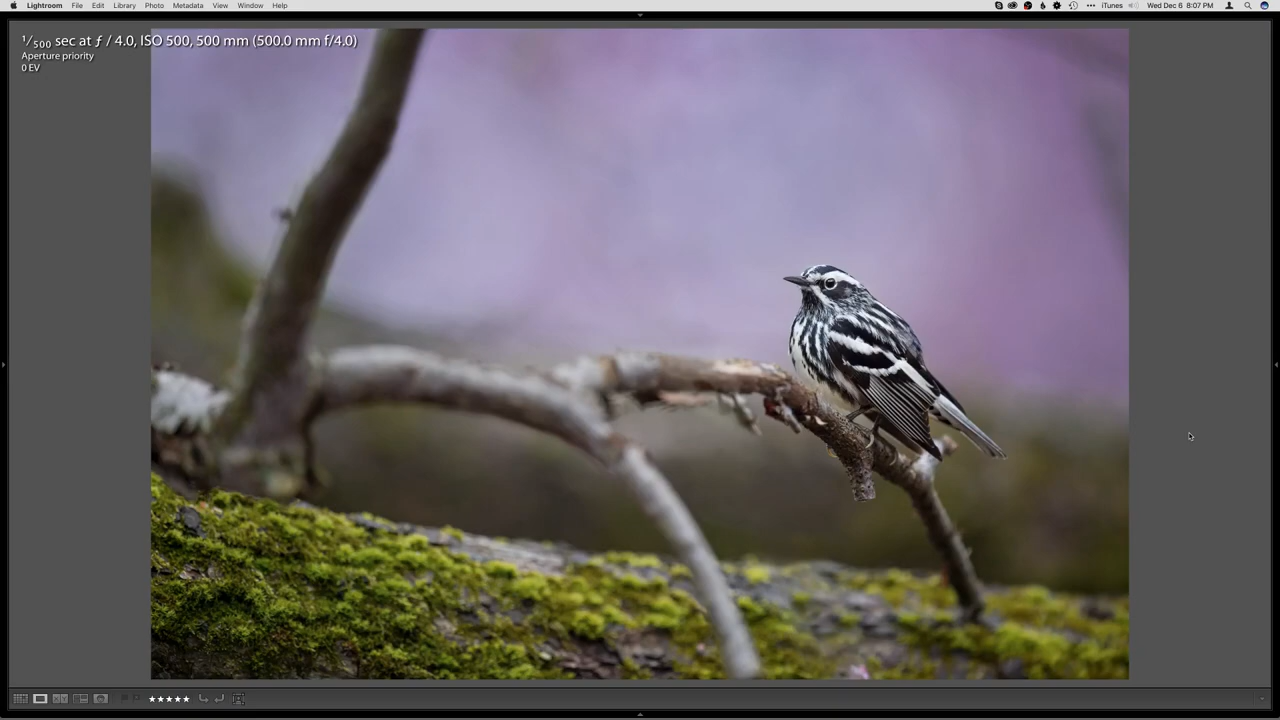 Lightroom File Edit Library Photo Metadata View Window Help iTunes Wed Dec 6 8:07 PM
1/500 sec at ƒ / 4.0, ISO 500, 500 mm (500.0 mm f/4.0)
Aperture priority
0 EV